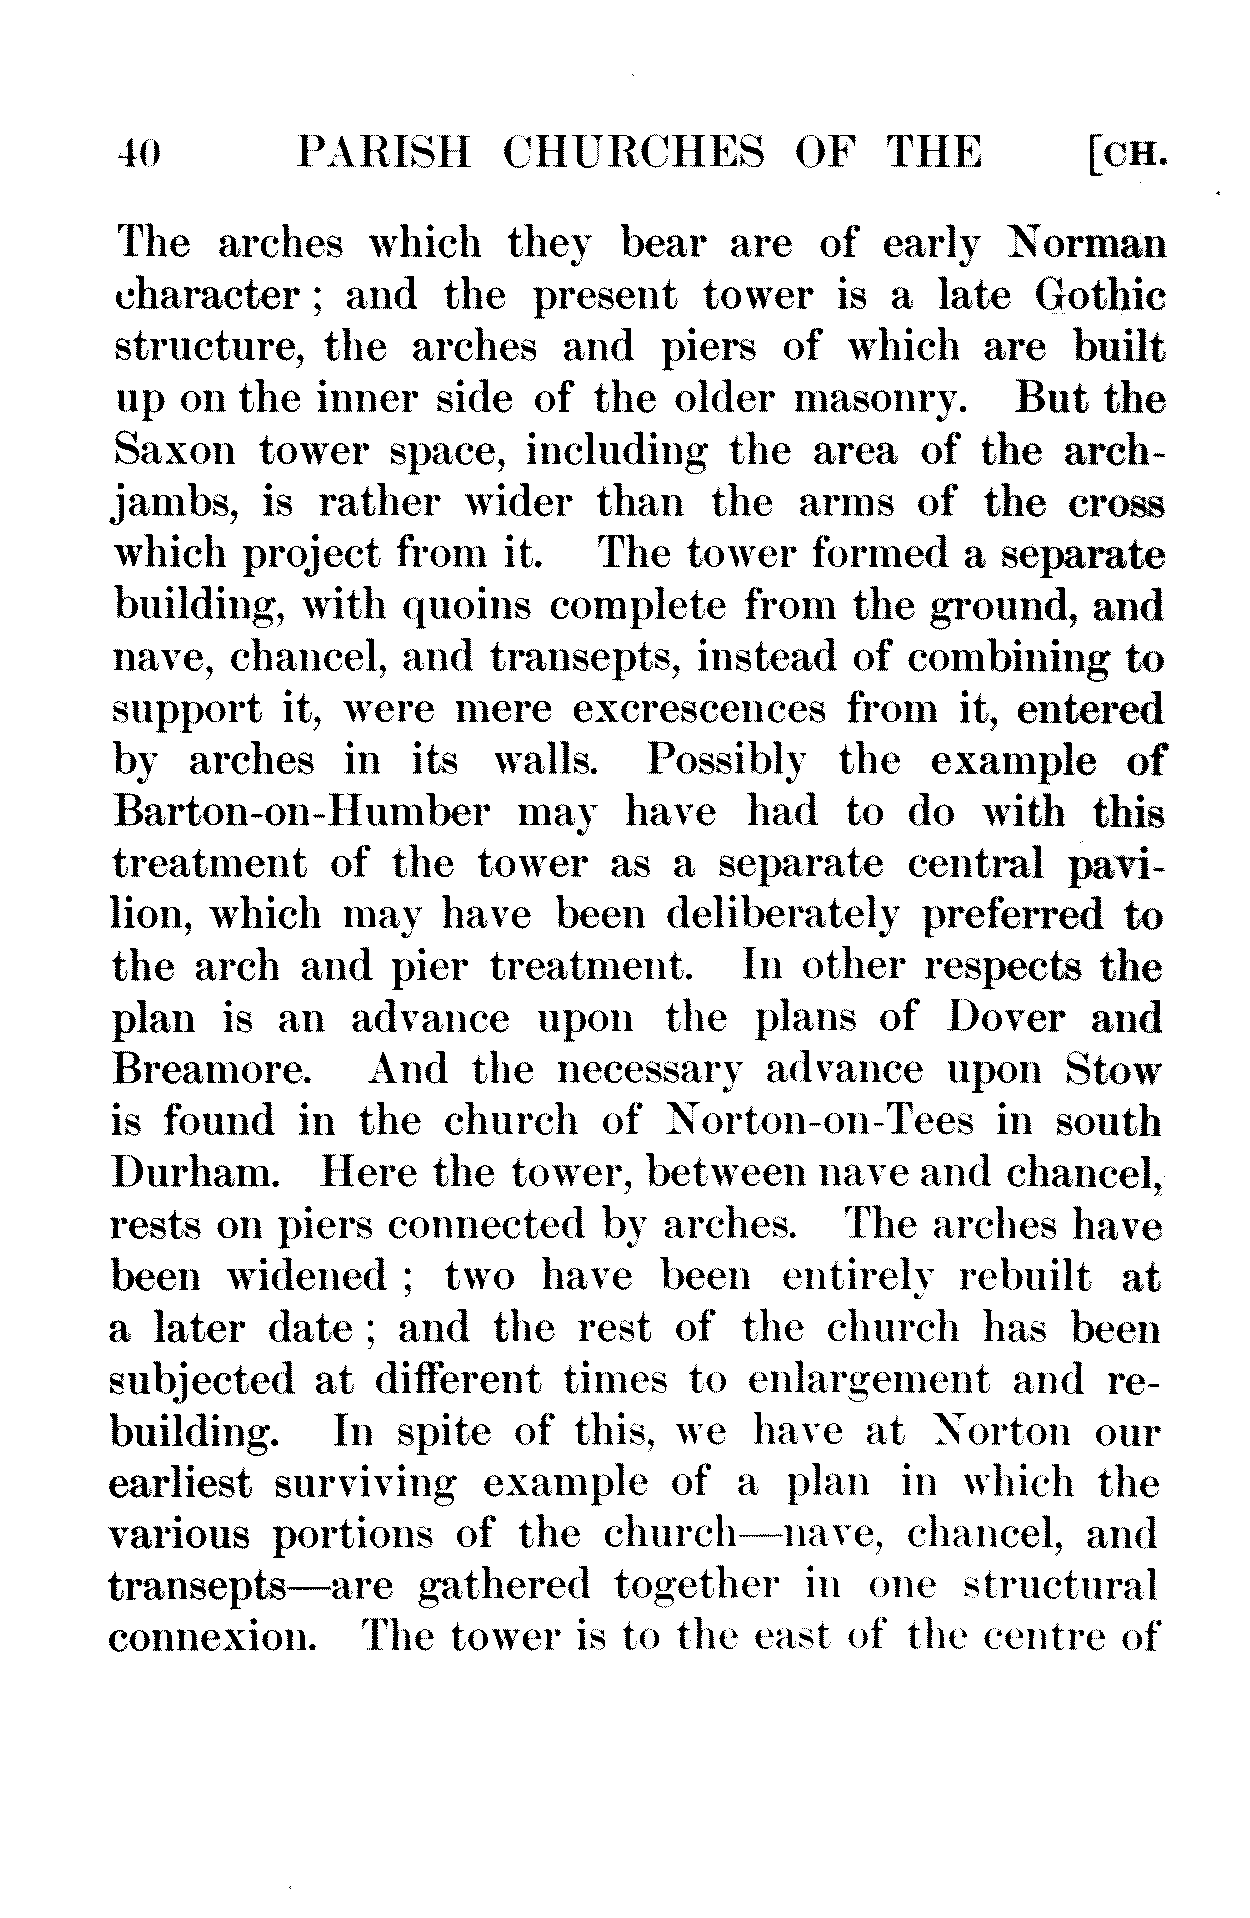 40 PARISH CHURCHES OF THE [CH.
The arches which they bear are of early Norman
character ; and the present tower is a late Gothic
structure, the arches and piers of which are built
up on the inner side of the older masonry. But the
Saxon tower space, including the area of the arch-
jambs, is rather wider than the arms of the cross
which project from it. The tower formed a separate
building, with quoins complete from the ground, and
nave, chancel, and transepts, instead of combining to
support it, were mere excrescences from it, entered
by arches in its walls. Possibly the example of
Barton-on-Humber may have had to do with this
treatment of the tower as a separate central pavi-
lion, which may have been deliberately preferred to
the arch and pier treatment. In other respects the
plan is an advance upon the plans of Dover and
Breamore. And the necessary advance upon Stow
is found in the church of Norton-on-Tees in south
Durham. Here the tower, between nave and chancel,
rests on piers connected by arches. The arches have
been widened ; two have been entirely rebuilt at
a later date ; and the rest of the church has been
subjected at different times to enlargement and re-
building. In spite of this, we have at Norton our
earliest surviving example of a plan in which the
various portions of the church—nave, chancel, and
transepts—are gathered together in one structural
connexion. The tower is to the east of the centre of